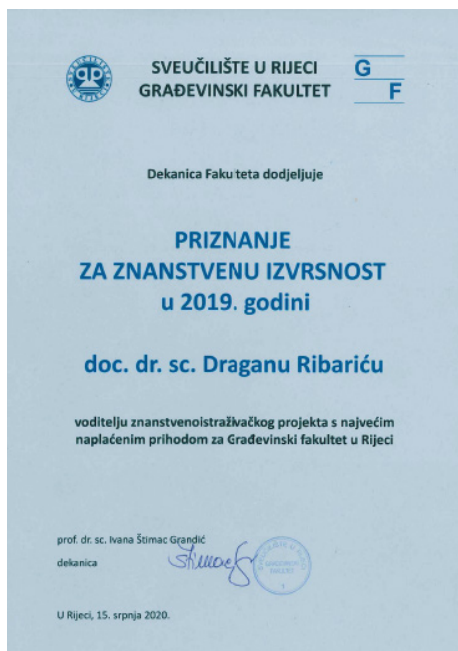 SVEUČILIŠTE U RIJECI
GRAĐEVINSKI FAKULTET
G
F
Dekanica Fakulteta dodjeljuje
PRIZNANJE
ZA ZNANSTVENU IZVRSNOST
u 2019. godini
doc. dr. sc. Draganu Ribariću
voditelju znanstvenoistraživačkog projekta s najvećim
naplaćenim prihodom za Građevinski fakultet u Rijeci
prof. dr. sc. Ivana Štimac Grandić
dekanica
U Rijeci, 15. srpnja 2020.